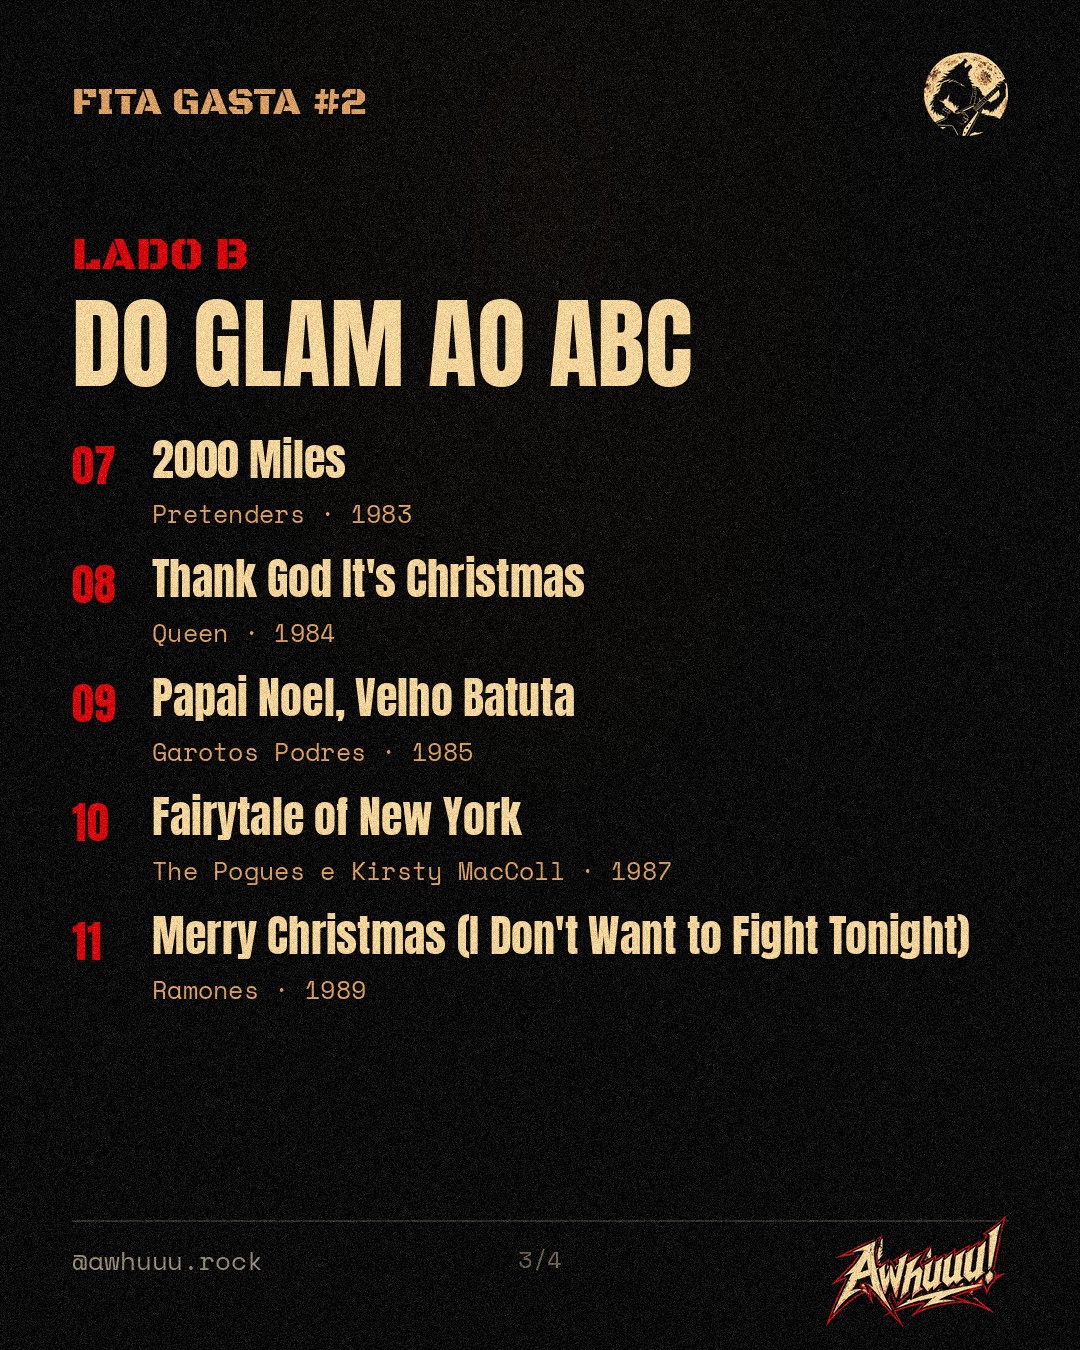 FITA GASTA #2
LADO B
DO GLAM AO ABC
07 2000 Miles
Pretenders · 1983
08 Thank God It's Christmas
Queen · 1984
09 Papai Noel, Velho Batuta
Garotos Podres · 1985
10 Fairytale of New York
The Pogues e Kirsty MacColl · 1987
11 Merry Christmas (I Don't Want to Fight Tonight)
Ramones · 1989
@awhuuu.rock 3/4 Awhuuu!